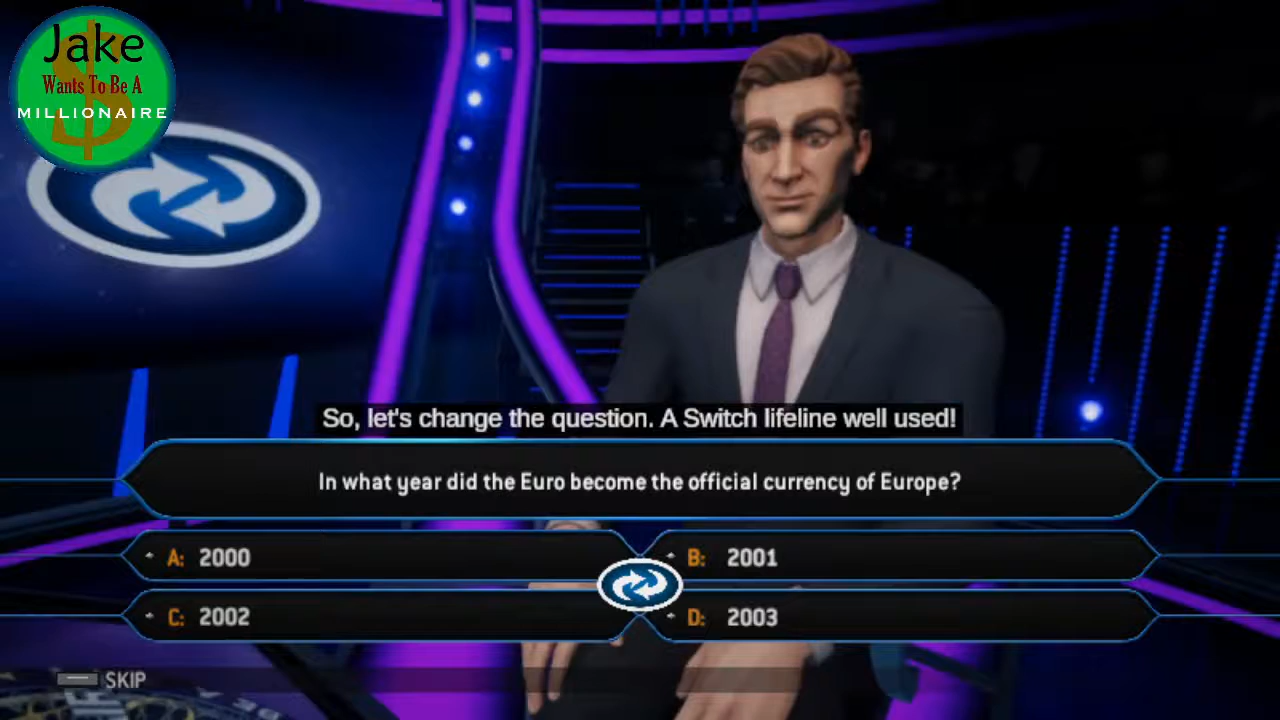 Jake
Wants To Be A
MILLIONAIRE
So, let's change the question. A Switch lifeline well used!
In what year did the Euro become the official currency of Europe?
A: 2000
B: 2001
C: 2002
D: 2003
SKIP